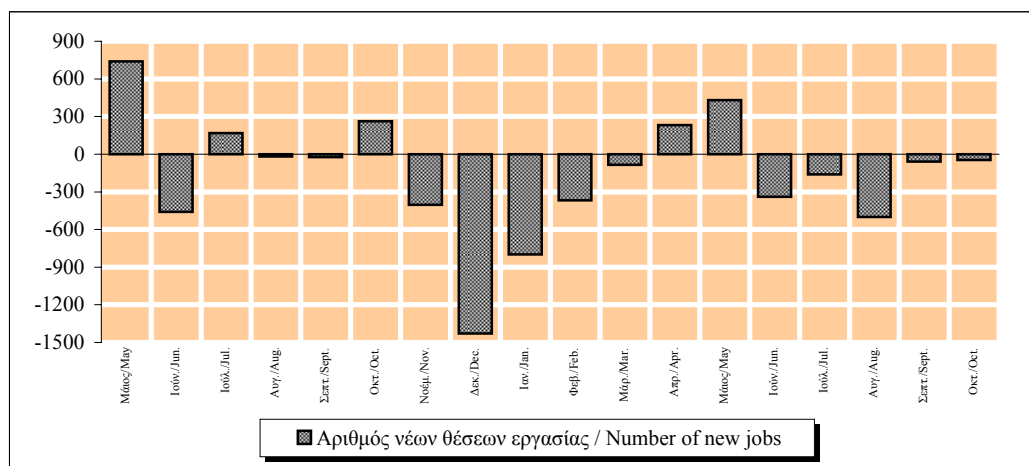 900
600
300
0
-300
-600
-900
-1200
-1500
Μάιος/May
Ιούν./Jun.
Ιούλ./Jul.
Αυγ./Aug.
Σεπτ./Sept.
Οκτ./Oct.
Νοέμ./Nov.
Δεκ./Dec.
Ιαν./Jan.
Φεβ./Feb.
Μάρ./Mar.
Απρ./Apr.
Μάιος/May
Ιούν./Jun.
Ιούλ./Jul.
Αυγ./Aug.
Σεπτ./Sept.
Οκτ./Oct.
Αριθμός νέων θέσεων εργασίας / Number of new jobs